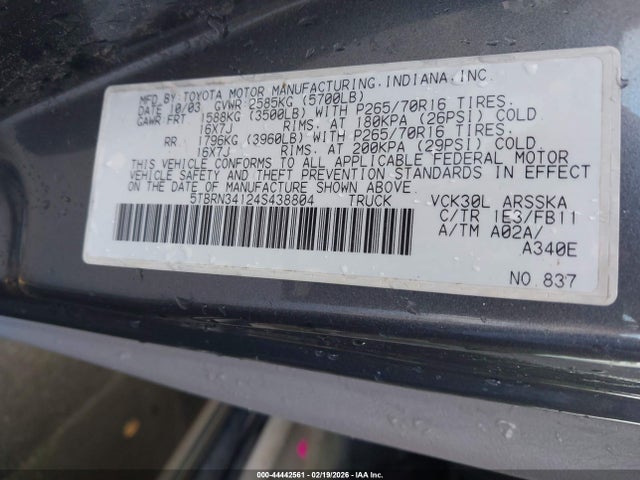 MFD.BY TOYOTA MOTOR MANUFACTURING,INDIANA,INC.
DATE 10/03 GVWR 2585KG (5700LB)
GAWR FRT 1588KG (3500LB) WITH P265/70R16 TIRES.
16X7J RIMS, AT 180KPA (26PSI) COLD
RR 1796KG (3960LB) WITH P265/70R16 TIRES.
16X7J RIMS, AT 200KPA (29PSI) COLD.
THIS VEHICLE CONFORMS TO ALL APPLICABLE FEDERAL MOTOR
VEHICLE SAFETY AND THEFT PREVENTION STANDARDS IN EFFECT
ON THE DATE OF MANUFACTURE SHOWN ABOVE.
5TBRN34124S438804 TRUCK VCK30L ARSSKA
C/TR 1E3/FB11
A/TM A02A/
A340E
NO.837
000-44442561 - 02/19/2026 - IAA Inc.